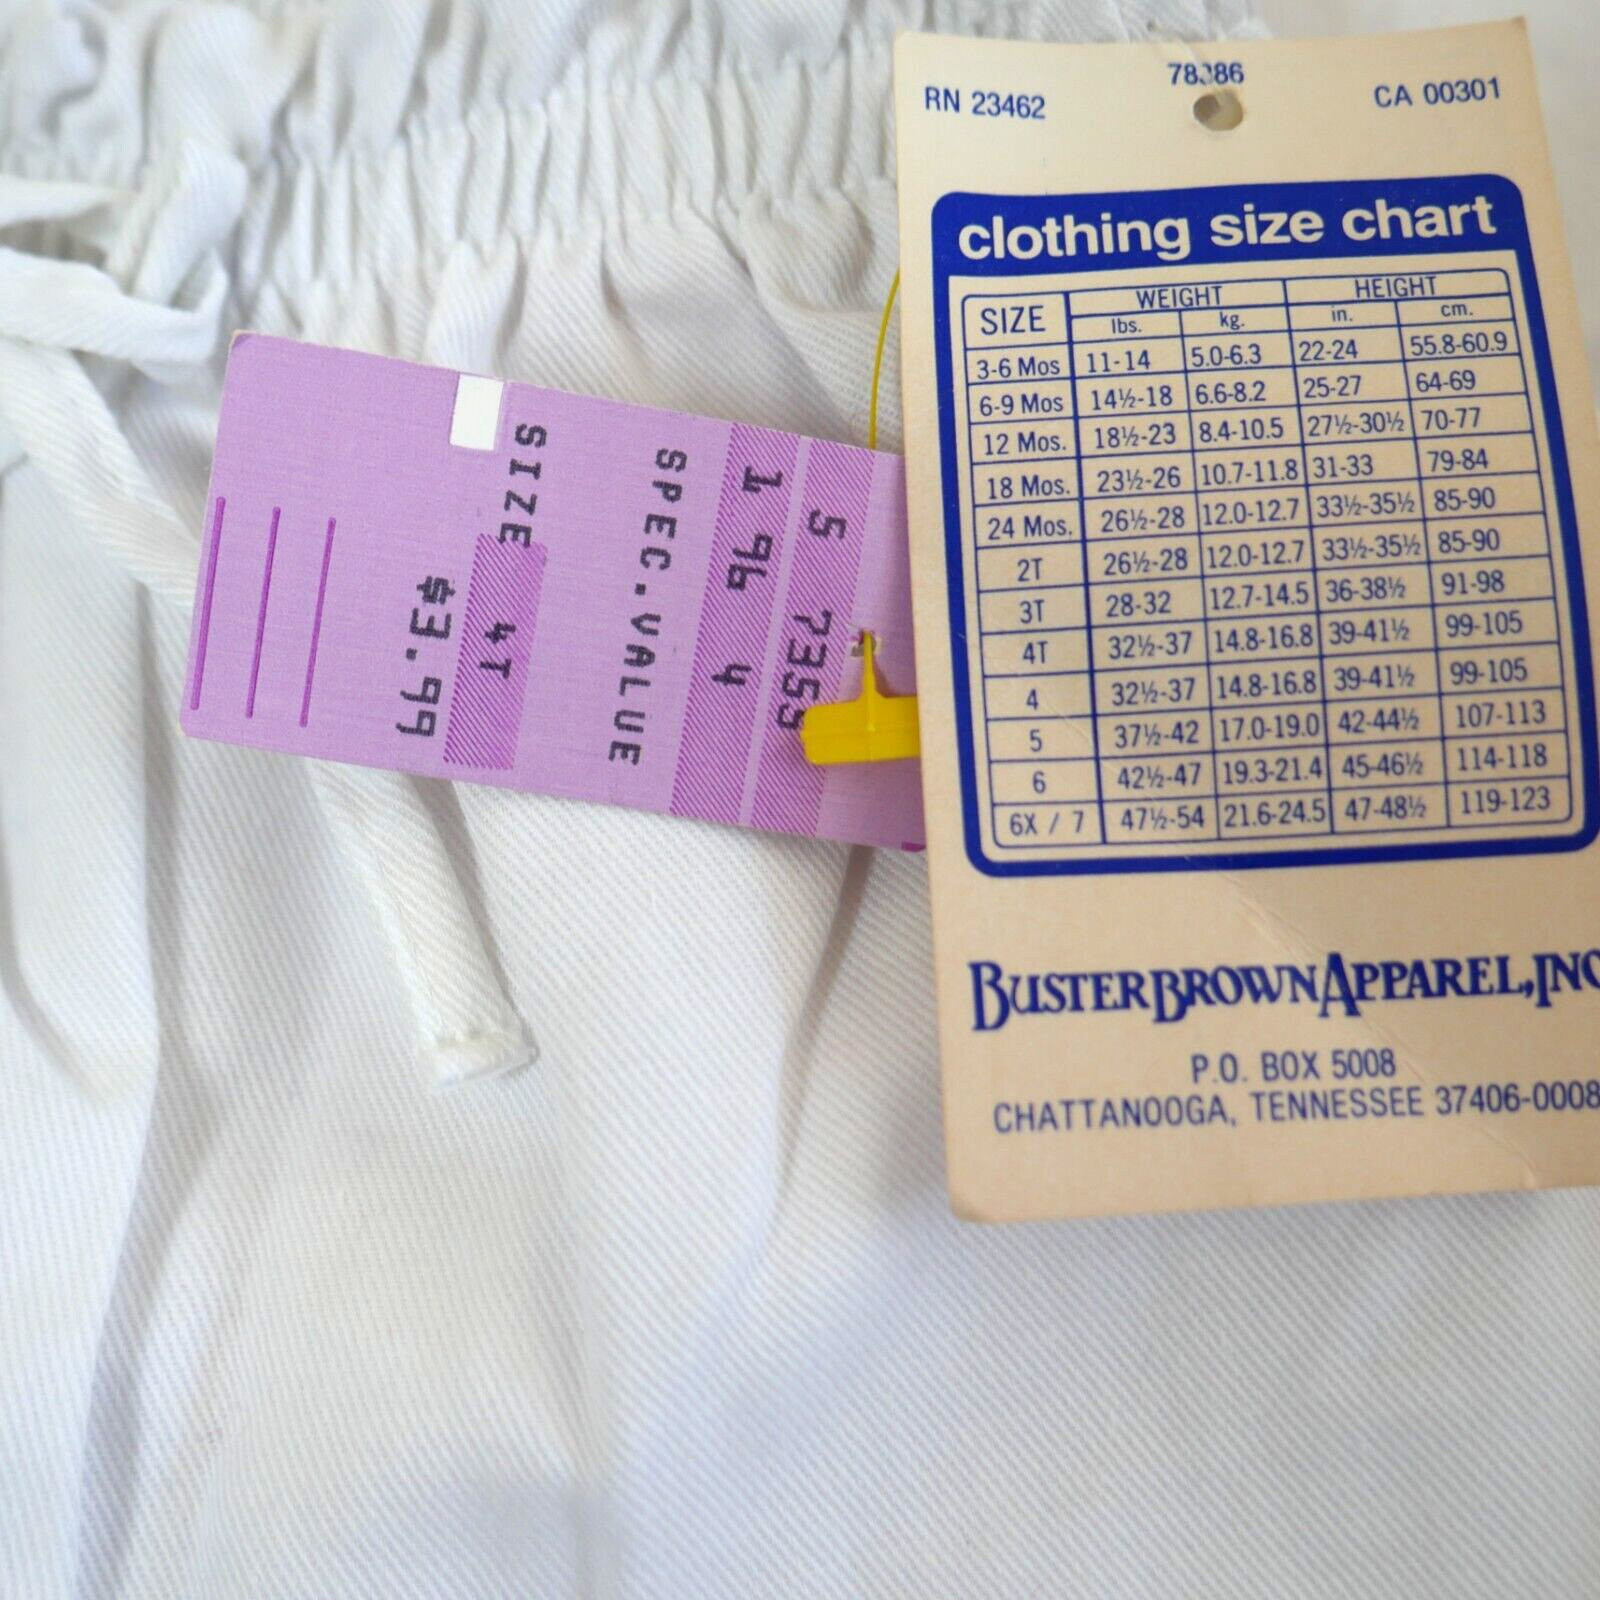 78386
RN 23462
CA 00301
clothing size chart
SIZE WEIGHT HEIGHT
lbs. kg. in. cm.
3-6 Mos 11-14 5.0-6.3 22-24 55.8-60.9
6-9 Mos 14½-18 6.6-8.2 25-27 64-69
12 Mos. 18½-23 8.4-10.5 27½-30½ 70-77
18 Mos. 23½-26 10.7-11.8 31-33 79-84
24 Mos. 26½-28 12.0-12.7 33½-35½ 85-90
2T 26½-28 12.0-12.7 33½-35½ 85-90
3T 28-32 12.7-14.5 36-38½ 91-98
4T 32½-37 14.8-16.8 39-41½ 99-105
4 32½-37 14.8-16.8 39-41½ 99-105
5 37½-42 17.0-19.0 42-44½ 107-113
6 42½-47 19.3-21.4 45-46½ 114-118
6X / 7 47½-54 21.6-24.5 47-48½ 119-123
BUSTER BROWN APPAREL, INC
P.O. BOX 5008
CHATTANOOGA, TENNESSEE 37406-0008
5 7355
1 96 4
SPEC.VALUE
SIZE 4T
$3.99